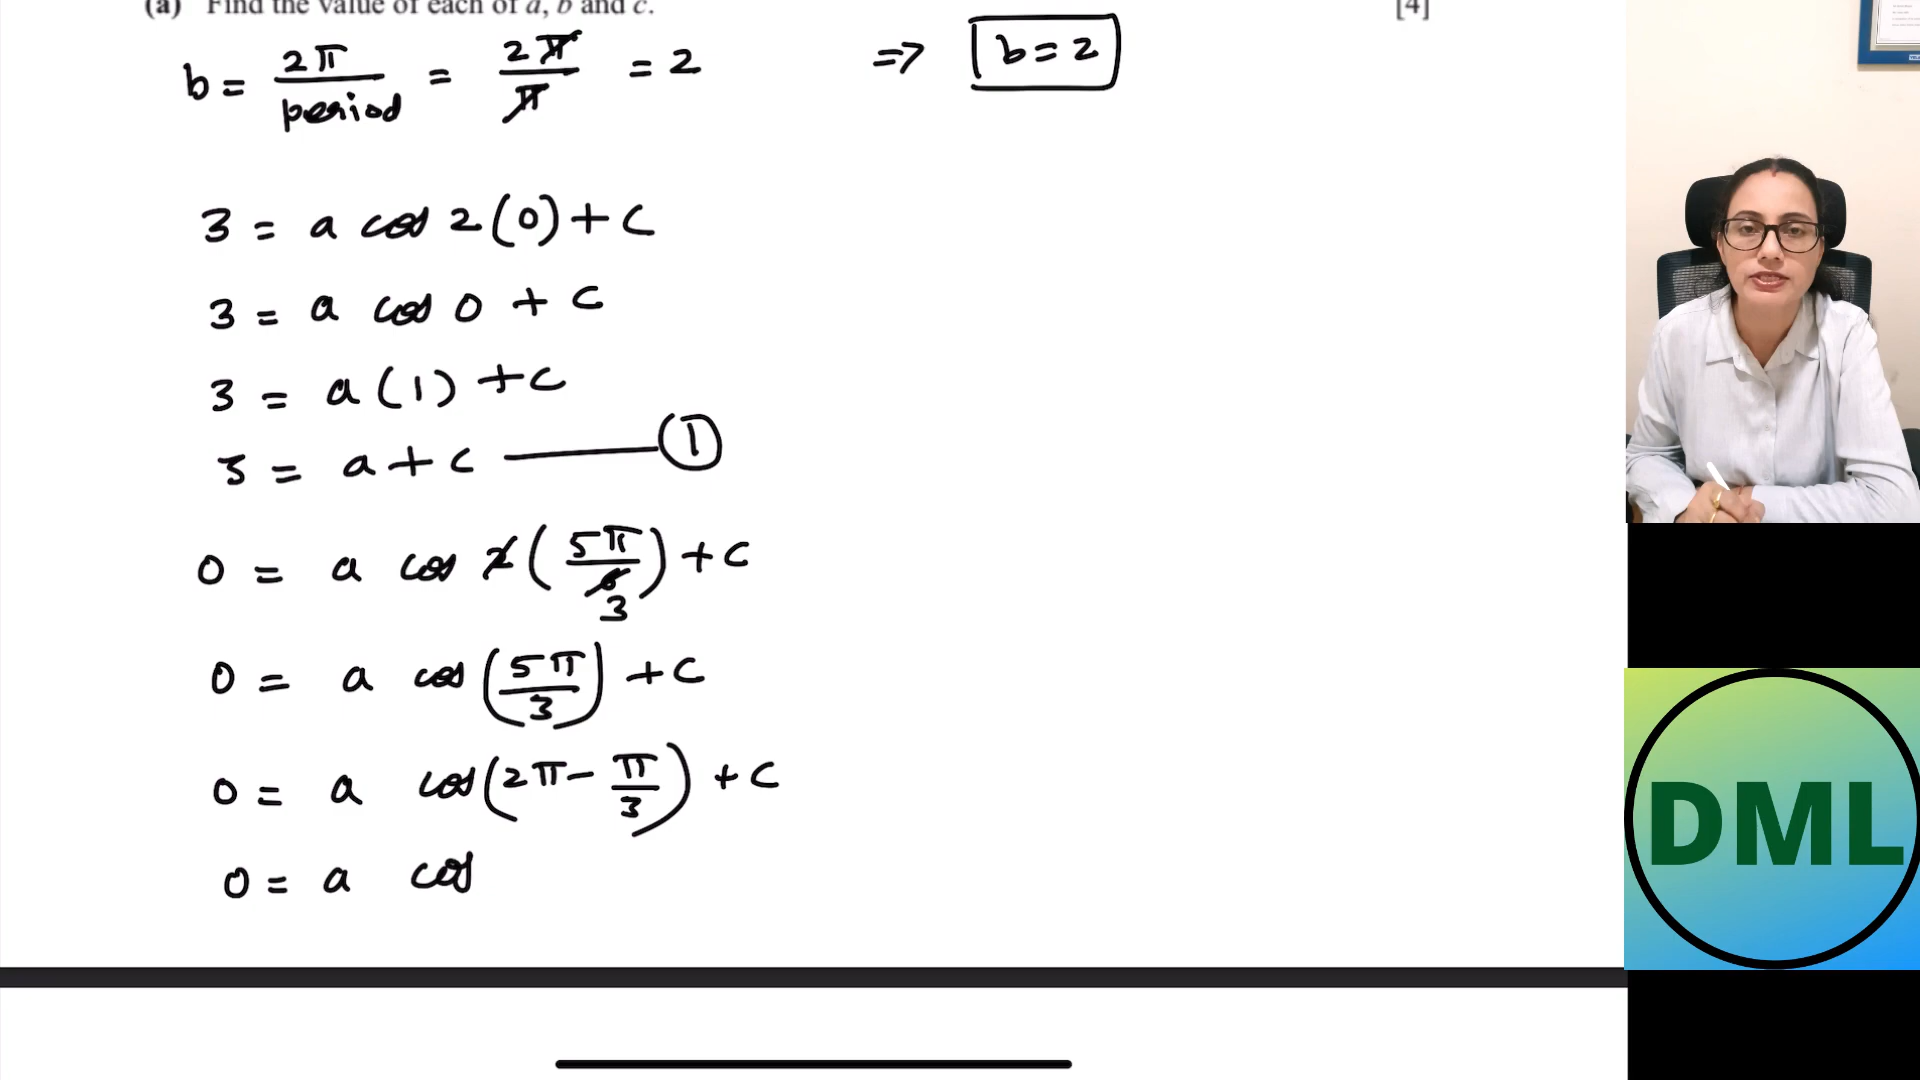 (a) Find the value of each of a, b and c. [4]
b = 2π/period = 2π/π = 2 => b = 2
3 = a cos 2(0) + c
3 = a cos 0 + c
3 = a(1) + c
3 = a + c —— ①
0 = a cos 2(5π/6) + c
3
0 = a cos(5π/3) + c
0 = a cos(2π - π/3) + c
0 = a cos
DML